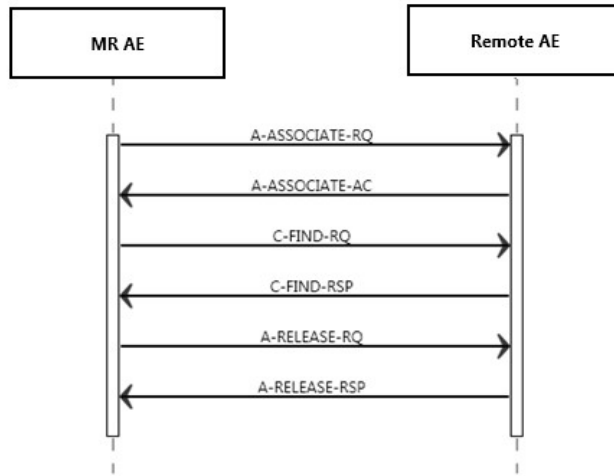 MR AE
Remote AE
A-ASSOCIATE-RQ
A-ASSOCIATE-AC
C-FIND-RQ
C-FIND-RSP
A-RELEASE-RQ
A-RELEASE-RSP